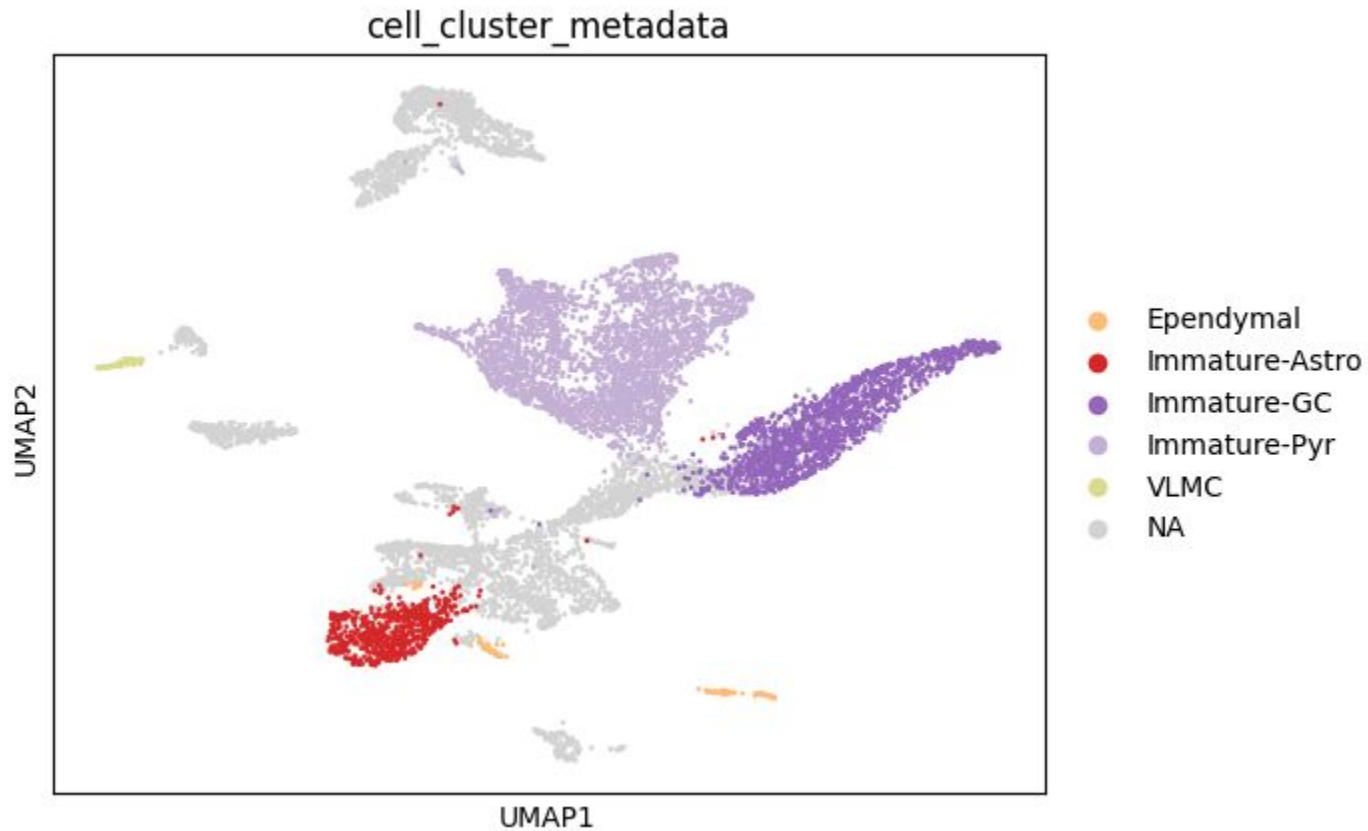 cell_cluster_metadata
UMAP2
Ependymal
Immature-Astro
Immature-GC
Immature-Pyr
VLMC
NA
UMAP1